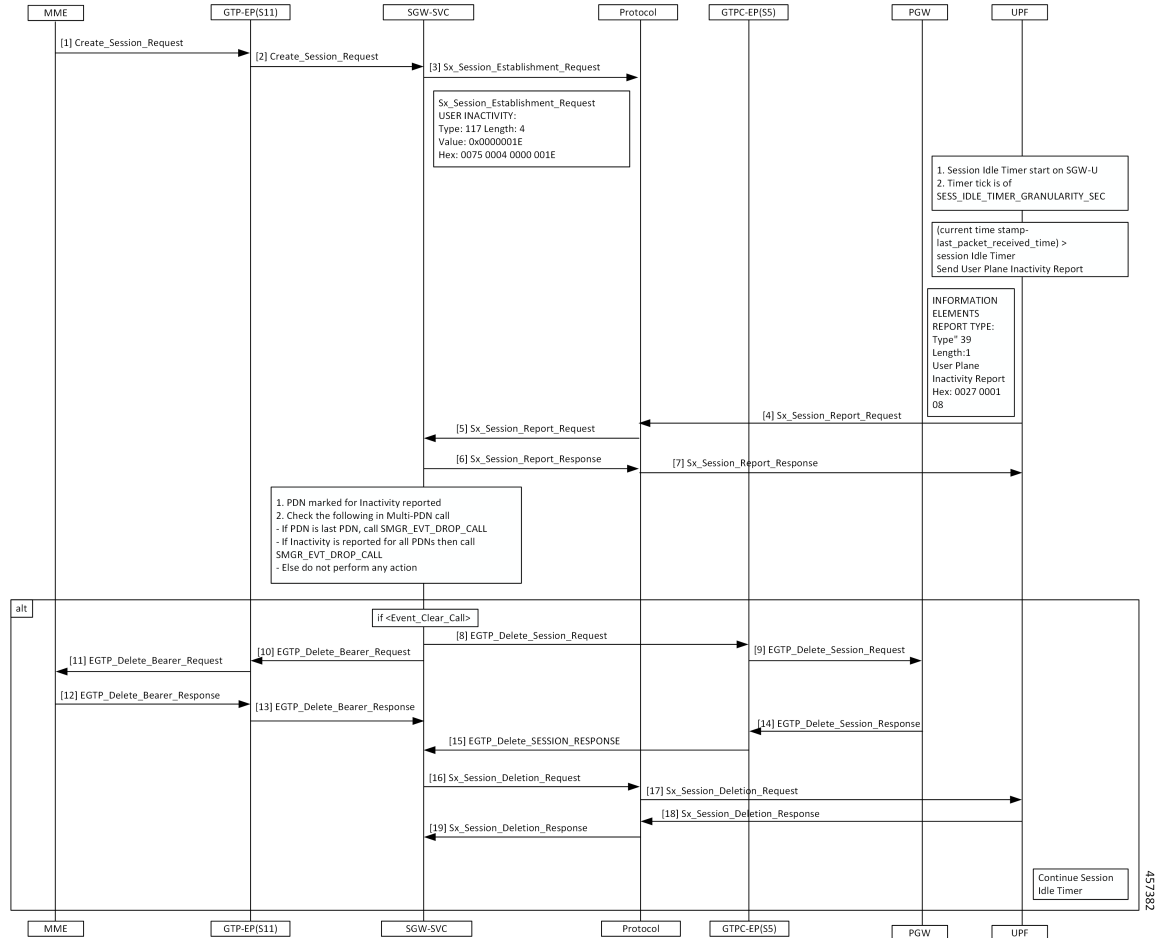 MME
GTP-EP(S11)
SGW-SVC
Protocol
GTPC-EP(S5)
PGW
UPF
[1] Create_Session_Request
[2] Create_Session_Request
[3] Sx_Session_Establishment_Request
Sx_Session_Establishment_Request
USER INACTIVITY:
Type: 117 Length: 4
Value: 0x0000001E
Hex: 0075 0004 0000 001E
1. Session Idle Timer start on SGW-U
2. Timer tick is of
SESS_IDLE_TIMER_GRANULARITY_SEC
(current time stamp-
last_packet_received_time) >
session Idle Timer
Send User Plane Inactivity Report
INFORMATION
ELEMENTS
REPORT TYPE:
Type" 39
Length:1
User Plane
Inactivity Report
Hex: 0027 0001
08
[4] Sx_Session_Report_Request
[5] Sx_Session_Report_Request
[6] Sx_Session_Report_Response
[7] Sx_Session_Report_Response
1. PDN marked for Inactivity reported
2. Check the following in Multi-PDN call
- If PDN is last PDN, call SMGR_EVT_DROP_CALL
- If Inactivity is reported for all PDNs then call
SMGR_EVT_DROP_CALL
- Else do not perform any action
alt
if <Event_Clear_Call>
[8] EGTP_Delete_Session_Request
[9] EGTP_Delete_Session_Request
[10] EGTP_Delete_Bearer_Request
[11] EGTP_Delete_Bearer_Request
[12] EGTP_Delete_Bearer_Response
[13] EGTP_Delete_Bearer_Response
[14] EGTP_Delete_Session_Response
[15] EGTP_Delete_SESSION_RESPONSE
[16] Sx_Session_Deletion_Request
[17] Sx_Session_Deletion_Request
[18] Sx_Session_Deletion_Response
[19] Sx_Session_Deletion_Response
Continue Session
Idle Timer
457382
MME
GTP-EP(S11)
SGW-SVC
Protocol
GTPC-EP(S5)
PGW
UPF